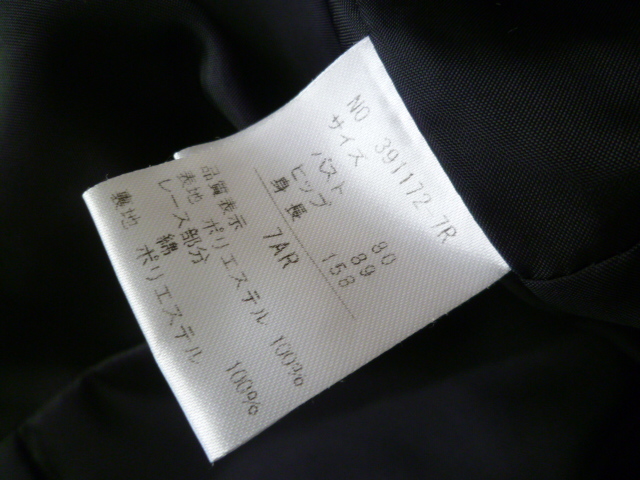 NO 391172-7R
サイズ
バスト 80
ヒップ 89
身長 158
7AR
品質表示
表地 ポリエステル 100%
レース部分
綿
裏地 ポリエステル 100%